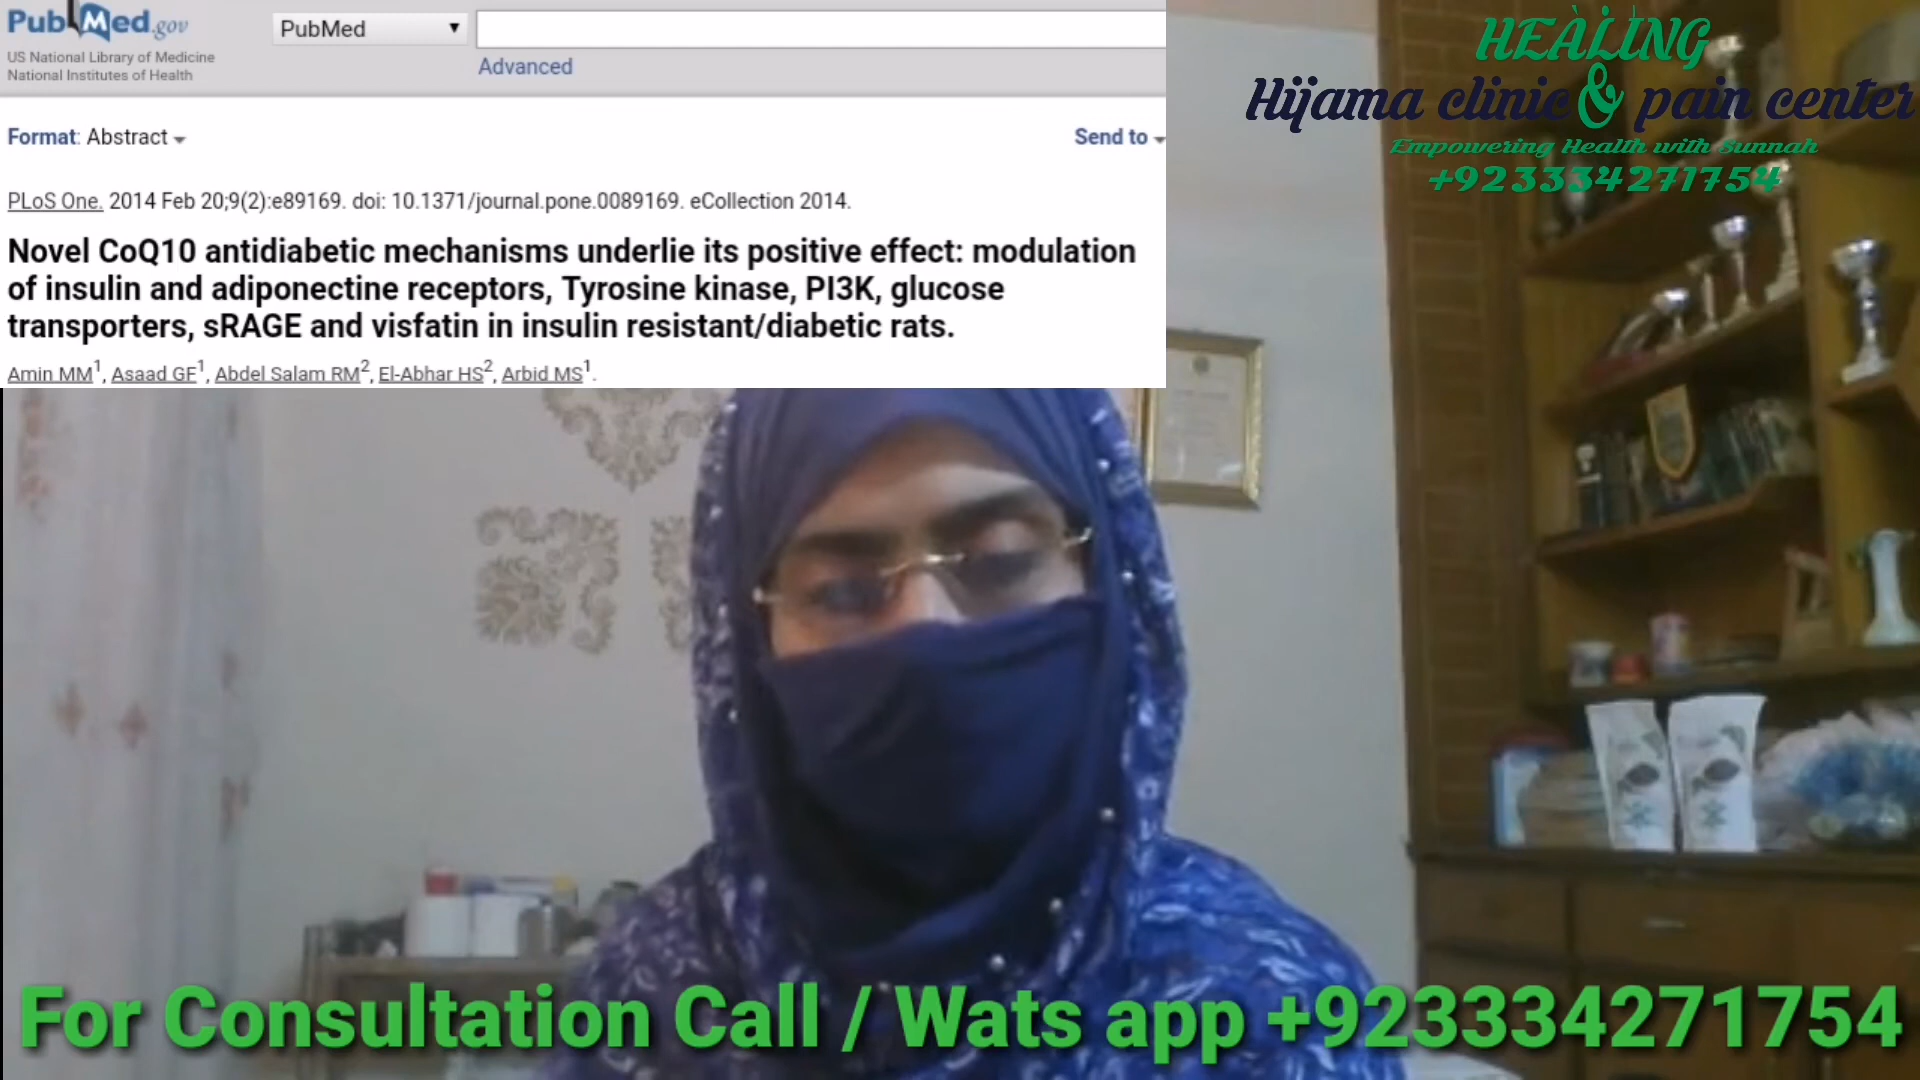 PubMed.gov
US National Library of Medicine
National Institutes of Health
PubMed
Advanced
Format: Abstract
Send to
PLoS One. 2014 Feb 20;9(2):e89169. doi: 10.1371/journal.pone.0089169. eCollection 2014.
Novel CoQ10 antidiabetic mechanisms underlie its positive effect: modulation
of insulin and adiponectine receptors, Tyrosine kinase, PI3K, glucose
transporters, sRAGE and visfatin in insulin resistant/diabetic rats.
Amin MM1, Asaad GF1, Abdel Salam RM2, El-Abhar HS2, Arbid MS1.
HEALING
Hijama clinic & pain center
Empowering Health with Sunnah
+923334271754
For Consultation Call / Wats app +923334271754